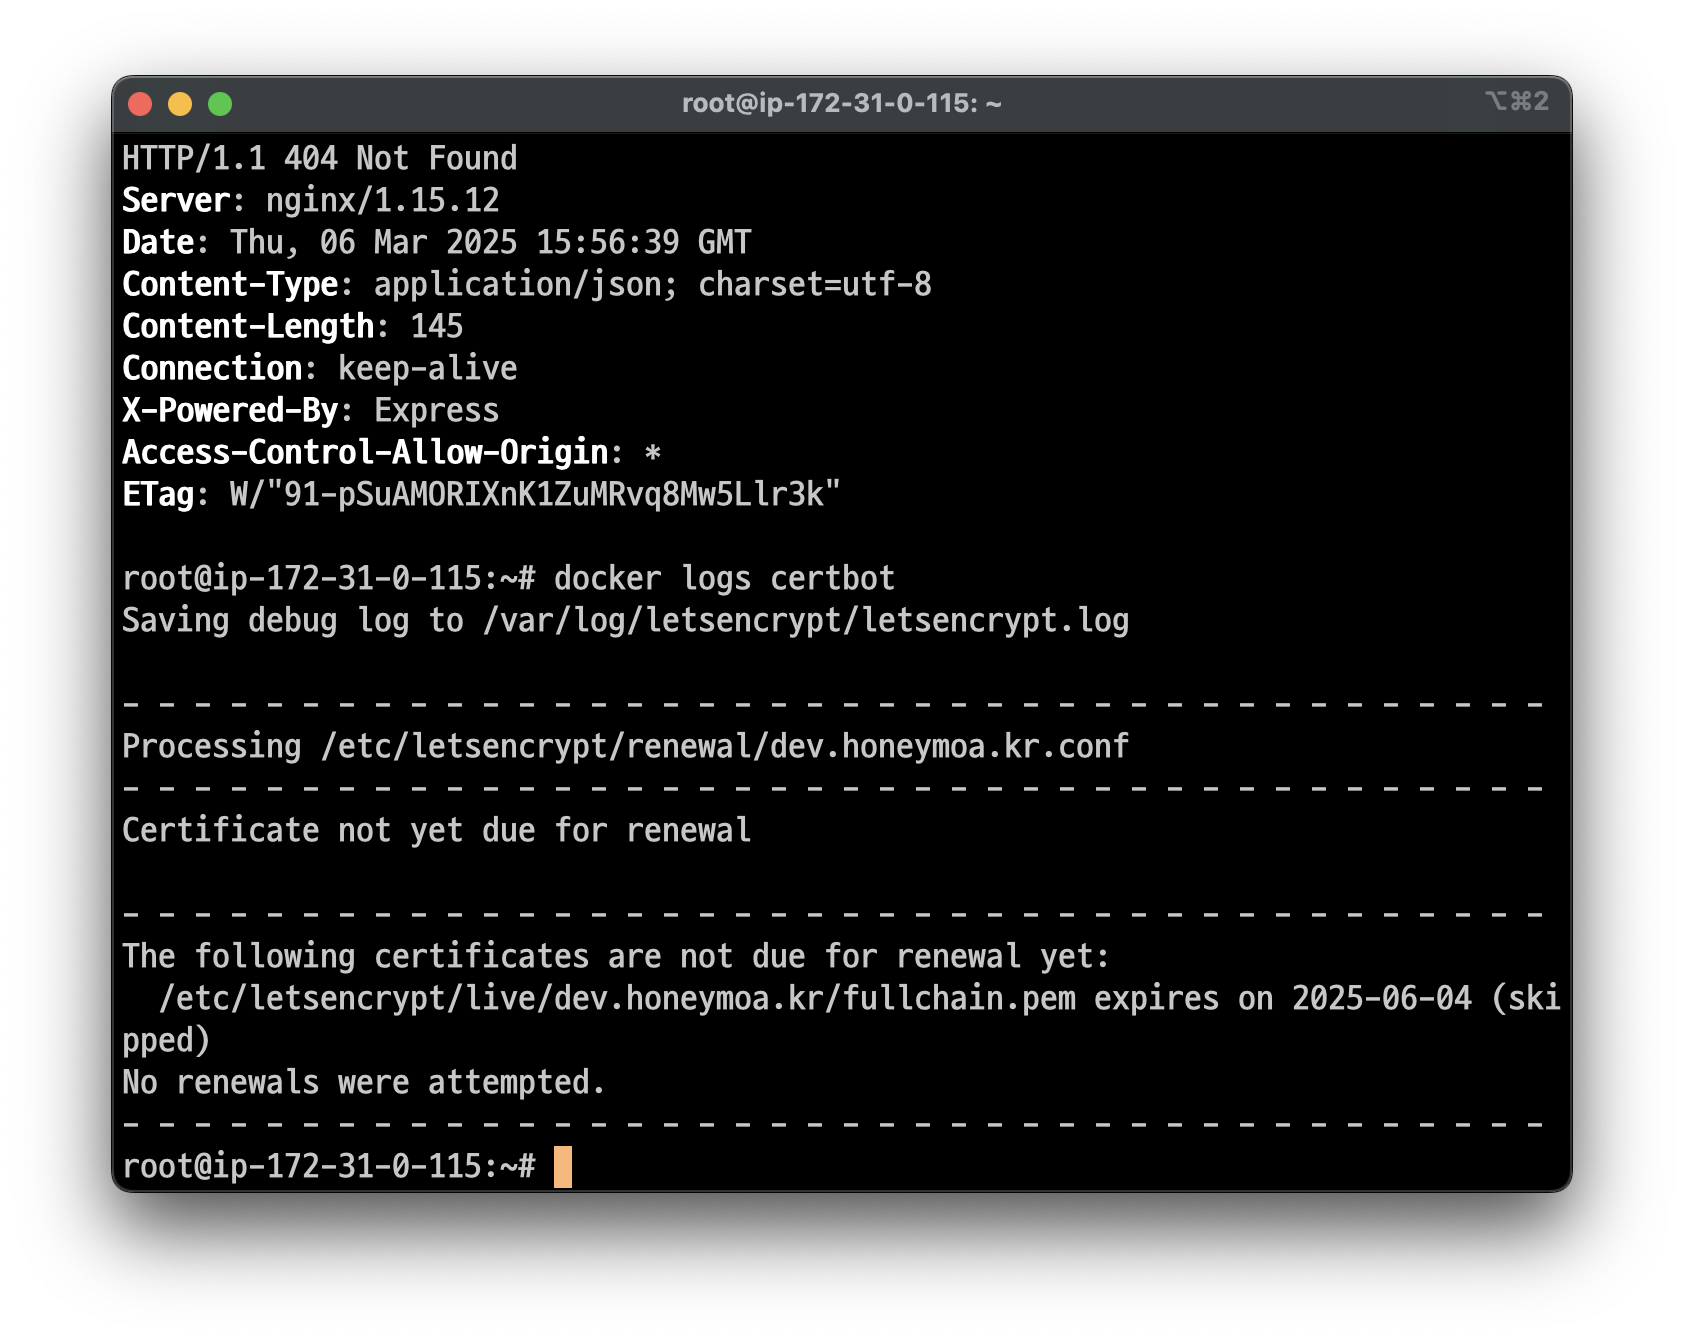 root@ip-172-31-0-115: ~
⌥⌘2
HTTP/1.1 404 Not Found
Server: nginx/1.15.12
Date: Thu, 06 Mar 2025 15:56:39 GMT
Content-Type: application/json; charset=utf-8
Content-Length: 145
Connection: keep-alive
X-Powered-By: Express
Access-Control-Allow-Origin: *
ETag: W/"91-pSuAMORIXnK1ZuMRvq8Mw5Llr3k"
root@ip-172-31-0-115:~# docker logs certbot
Saving debug log to /var/log/letsencrypt/letsencrypt.log
- - - - - - - - - - - - - - - - - - - - - - - - - - - - - - - - - - - - - - - -
Processing /etc/letsencrypt/renewal/dev.honeymoa.kr.conf
- - - - - - - - - - - - - - - - - - - - - - - - - - - - - - - - - - - - - - - -
Certificate not yet due for renewal
- - - - - - - - - - - - - - - - - - - - - - - - - - - - - - - - - - - - - - - -
The following certificates are not due for renewal yet:
  /etc/letsencrypt/live/dev.honeymoa.kr/fullchain.pem expires on 2025-06-04 (ski
pped)
No renewals were attempted.
- - - - - - - - - - - - - - - - - - - - - - - - - - - - - - - - - - - - - - - -
root@ip-172-31-0-115:~#